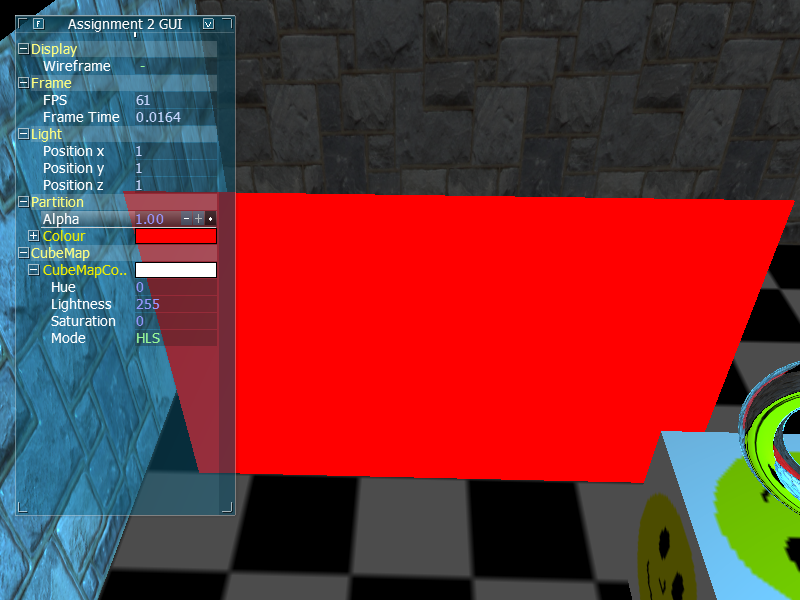 Assignment 2 GUI
Display
Wireframe -
Frame
FPS 61
Frame Time 0.0164
Light
Position x 1
Position y 1
Position z 1
Partition
Alpha 1.00
Colour
CubeMap
CubeMapCo..
Hue 0
Lightness 255
Saturation 0
Mode HLS